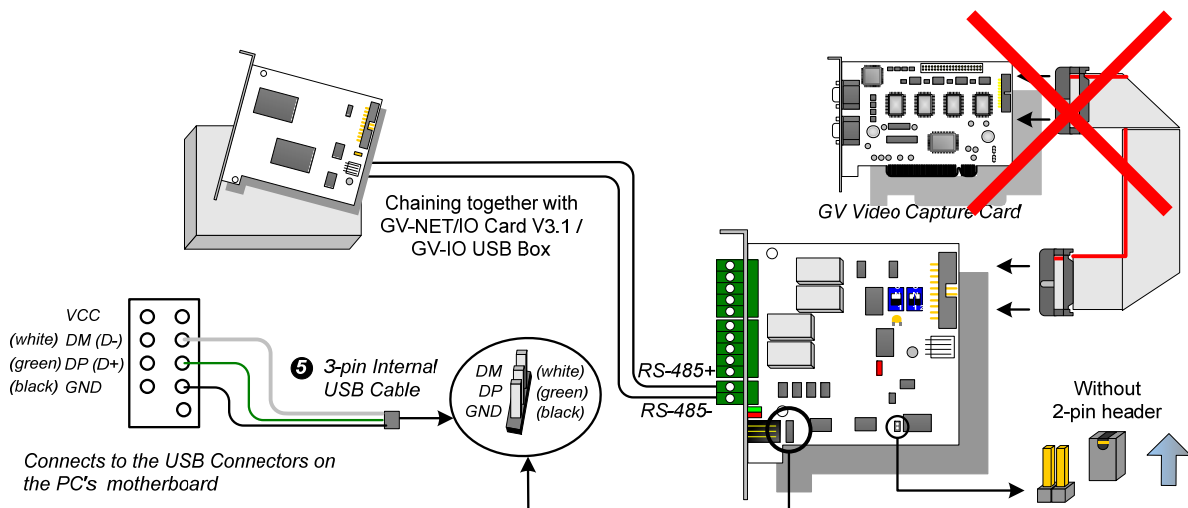 GV Video Capture Card
Chaining together with
GV-NET/IO Card V3.1 /
GV-IO USB Box
VCC
(white) DM (D-)
(green) DP (D+)
(black) GND
5 3-pin Internal
USB Cable
DM (white)
DP (green)
GND (black)
RS-485+
RS-485-
Without
2-pin header
Connects to the USB Connectors on
the PC's motherboard